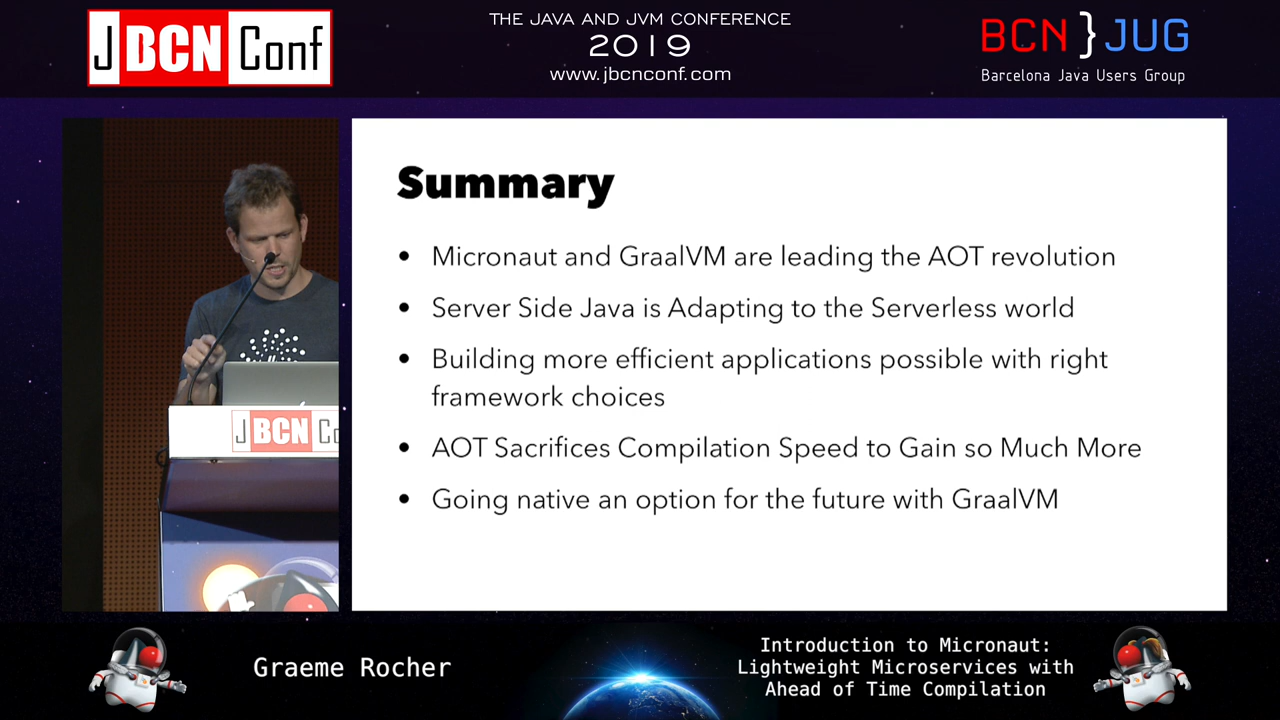 JBCNConf
THE JAVA AND JVM CONFERENCE
2019
www.jbcnconf.com
BCN}JUG
Barcelona Java Users Group
Summary
• Micronaut and GraalVM are leading the AOT revolution
• Server Side Java is Adapting to the Serverless world
• Building more efficient applications possible with right
framework choices
• AOT Sacrifices Compilation Speed to Gain so Much More
• Going native an option for the future with GraalVM
JBCN Co
Graeme Rocher
Introduction to Micronaut:
Lightweight Microservices with
Ahead of Time Compilation